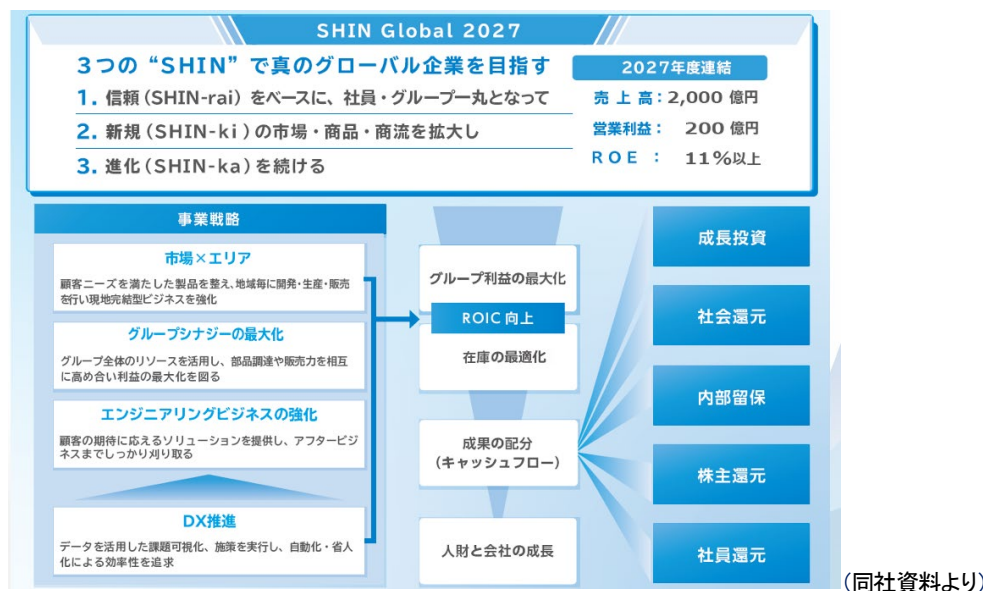 SHIN Global 2027
3つの“SHIN”で真のグローバル企業を目指す
1. 信頼(SHIN-rai)をベースに、社員・グループ一丸となって
2. 新規(SHIN-ki)の市場・商品・商流を拡大し
3. 進化(SHIN-ka)を続ける
2027年度連結
売上高：2,000 億円
営業利益： 200 億円
ROE ： 11%以上
事業戦略
市場×エリア
顧客ニーズを満たした製品を整え、地域毎に開発・生産・販売
を行い現地完結型ビジネスを強化
グループシナジーの最大化
グループ全体のリソースを活用し、部品調達や販売力を相互
に高め合い利益の最大化を図る
エンジニアリングビジネスの強化
顧客の期待に応えるソリューションを提供し、アフタービジ
ネスまでしっかり刈り取る
DX推進
データを活用した課題可視化、施策を実行し、自動化・省人
化による効率性を追求
グループ利益の最大化
ROIC 向上
在庫の最適化
成果の配分
(キャッシュフロー)
人財と会社の成長
成長投資
社会還元
内部留保
株主還元
社員還元
(同社資料より)